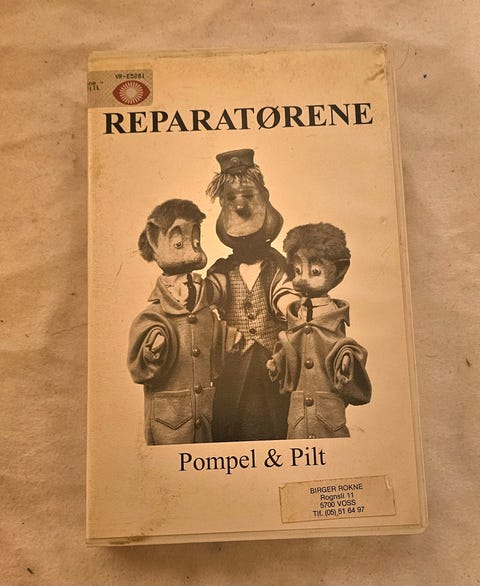 VR-E5281
REPARATØRENE
Pompel & Pilt
BIRGER ROKNE
Rognsli 11
5700 VOSS
Tlf. (05) 51 64 97